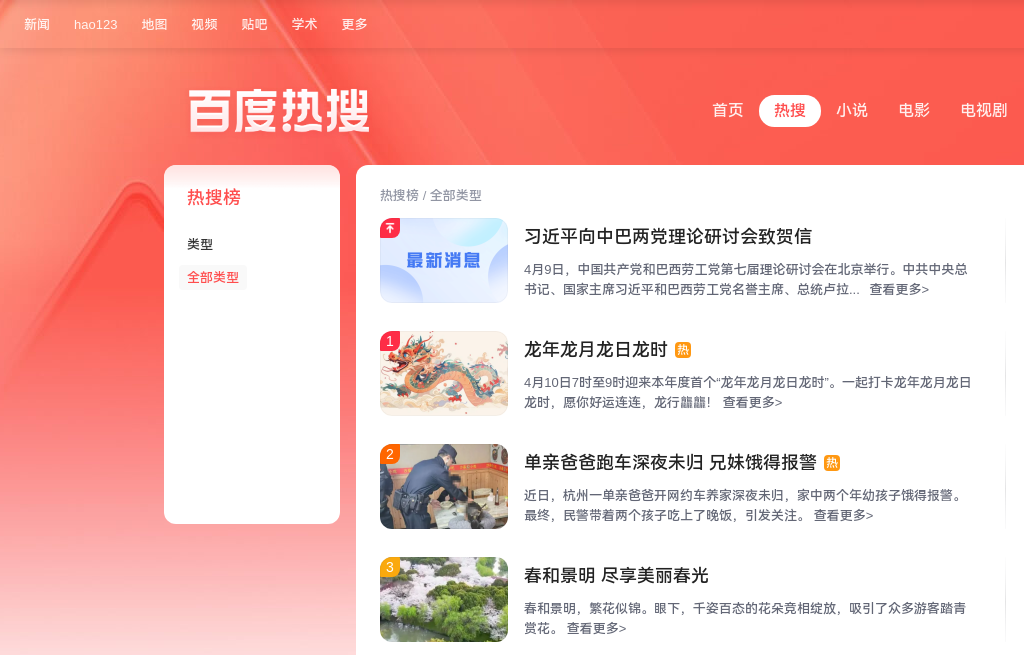 新闻 hao123 地图 视频 贴吧 学术 更多
百度热搜
首页 热搜 小说 电影 电视剧
热搜榜
类型
全部类型
热搜榜 / 全部类型
最新消息
习近平向中巴两党理论研讨会致贺信
4月9日，中国共产党和巴西劳工党第七届理论研讨会在北京举行。中共中央总
书记、国家主席习近平和巴西劳工党名誉主席、总统卢拉... 查看更多>
1
龙年龙月龙日龙时 热
4月10日7时至9时迎来本年度首个“龙年龙月龙日龙时”。一起打卡龙年龙月龙日
龙时，愿你好运连连，龙行龘龘！ 查看更多>
2
单亲爸爸跑车深夜未归 兄妹饿得报警 热
近日，杭州一单亲爸爸开网约车养家深夜未归，家中两个年幼孩子饿得报警。
最终，民警带着两个孩子吃上了晚饭，引发关注。 查看更多>
3
春和景明 尽享美丽春光
春和景明，繁花似锦。眼下，千姿百态的花朵竞相绽放，吸引了众多游客踏青
赏花。 查看更多>